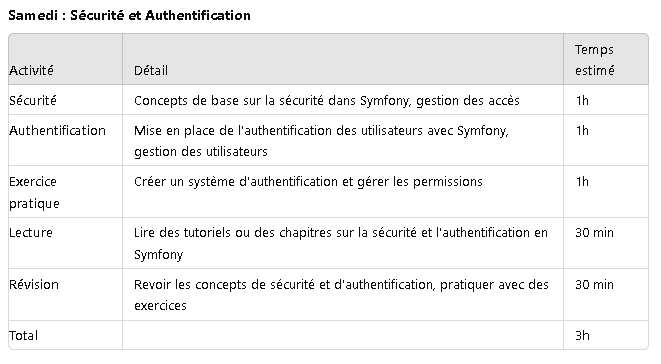 Samedi : Sécurité et Authentification
Temps
Activité Détail estimé
Sécurité Concepts de base sur la sécurité dans Symfony, gestion des accès 1h
Authentification Mise en place de l'authentification des utilisateurs avec Symfony, 1h
gestion des utilisateurs
Exercice Créer un système d'authentification et gérer les permissions 1h
pratique
Lecture Lire des tutoriels ou des chapitres sur la sécurité et l'authentification en 30 min
Symfony
Révision Revoir les concepts de sécurité et d'authentification, pratiquer avec des 30 min
exercices
Total 3h